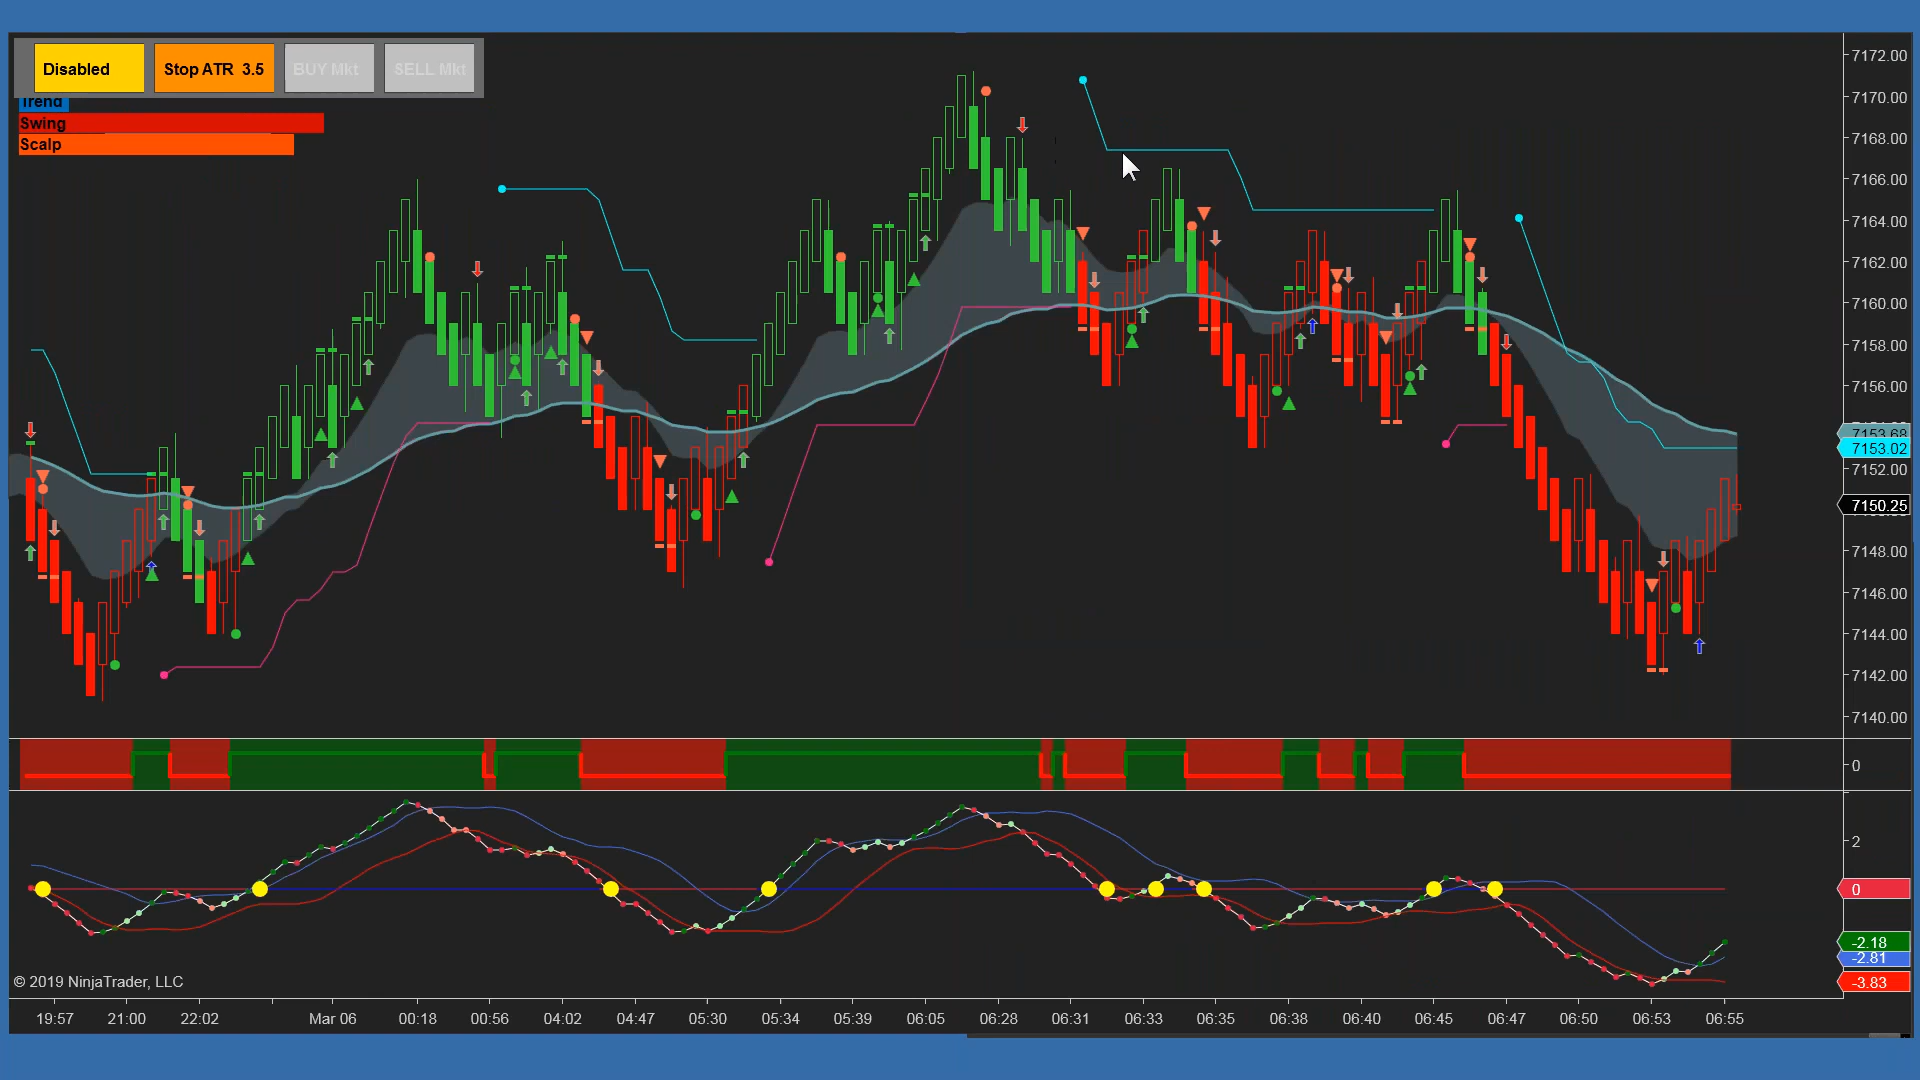 Disabled
Stop ATR 3.5
BUY Mkt
SELL Mkt
Trend
Swing
Scalp
7172.00
7170.00
7168.00
7166.00
7164.00
7162.00
7160.00
7158.00
7156.00
7153.68
7153.02
7152.00
7150.25
7148.00
7146.00
7144.00
7142.00
7140.00
0
2
0
-2.18
-2.81
-3.83
© 2019 NinjaTrader, LLC
19:57 21:00 22:02 Mar 06 00:18 00:56 04:02 04:47 05:30 05:34 05:39 06:05 06:28 06:31 06:33 06:35 06:38 06:40 06:45 06:47 06:50 06:53 06:55